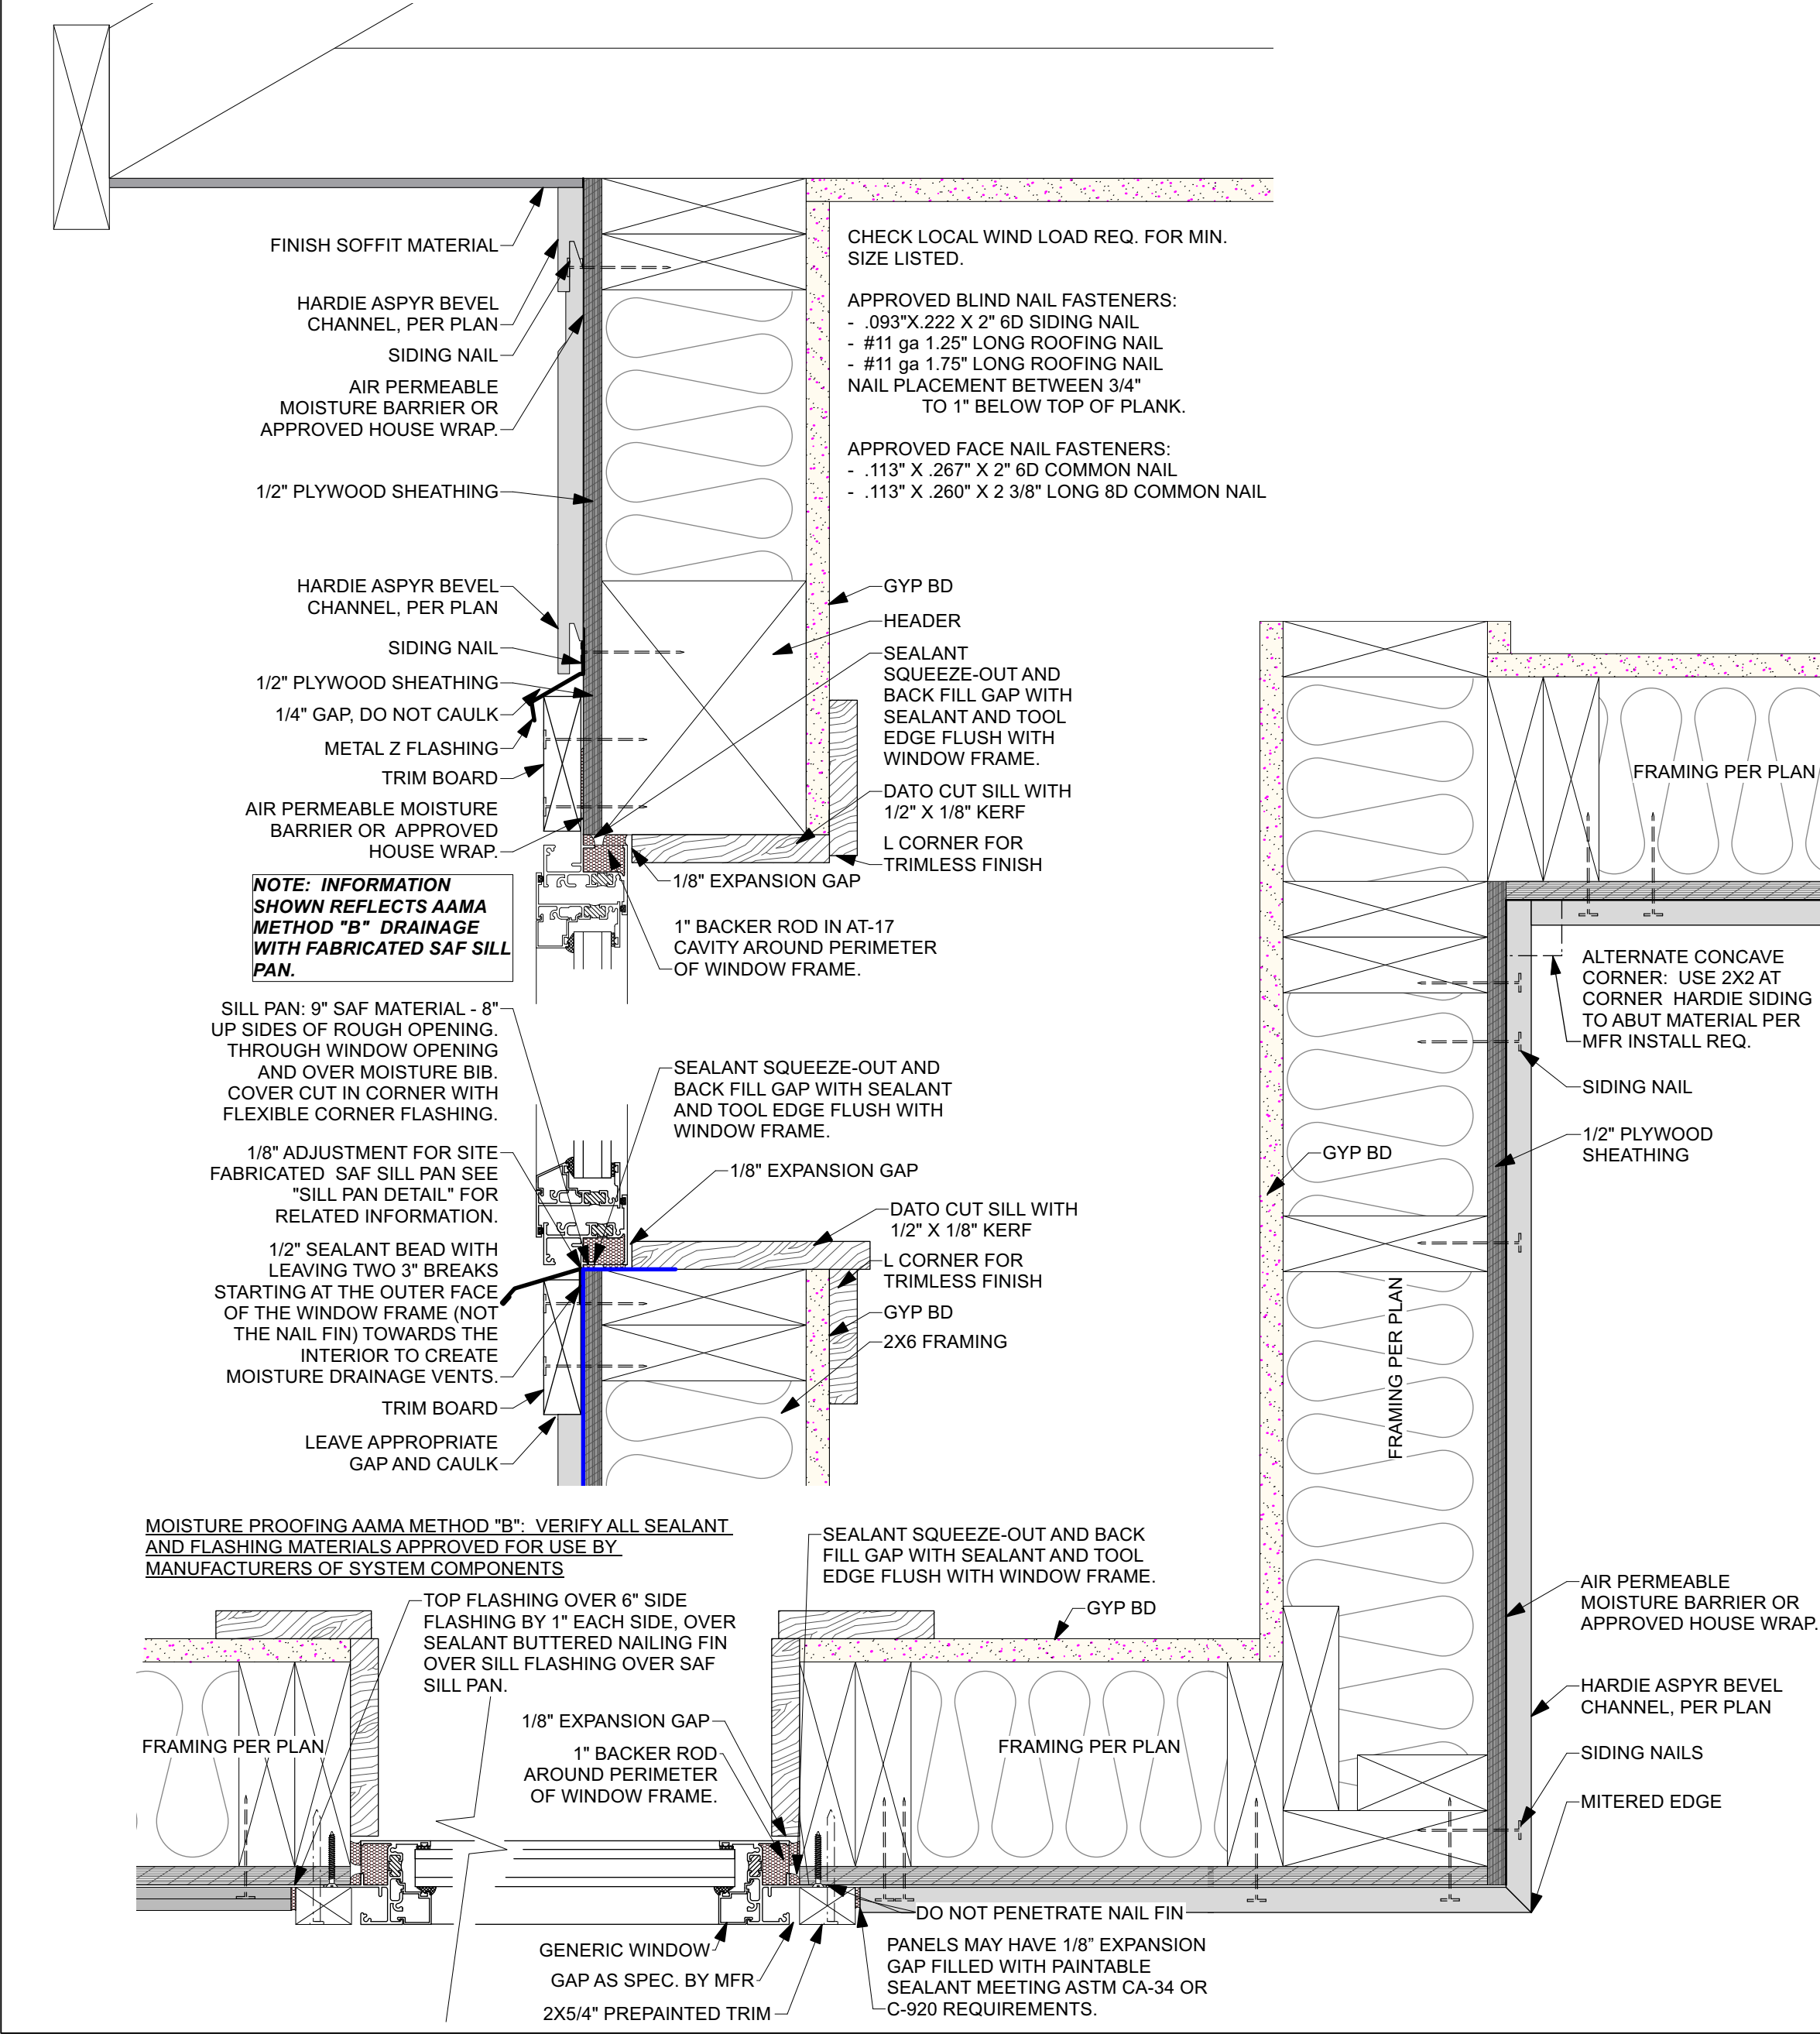 FINISH SOFFIT MATERIAL
HARDIE ASPYR BEVEL
CHANNEL, PER PLAN
SIDING NAIL
AIR PERMEABLE
MOISTURE BARRIER OR
APPROVED HOUSE WRAP.
1/2" PLYWOOD SHEATHING
CHECK LOCAL WIND LOAD REQ. FOR MIN.
SIZE LISTED.
APPROVED BLIND NAIL FASTENERS:
- .093"X.222 X 2" 6D SIDING NAIL
- #11 ga 1.25" LONG ROOFING NAIL
- #11 ga 1.75" LONG ROOFING NAIL
NAIL PLACEMENT BETWEEN 3/4"
TO 1" BELOW TOP OF PLANK.
APPROVED FACE NAIL FASTENERS:
- .113" X .267" X 2" 6D COMMON NAIL
- .113" X .260" X 2 3/8" LONG 8D COMMON NAIL
HARDIE ASPYR BEVEL
CHANNEL, PER PLAN
SIDING NAIL
1/2" PLYWOOD SHEATHING
1/4" GAP, DO NOT CAULK
METAL Z FLASHING
TRIM BOARD
AIR PERMEABLE MOISTURE
BARRIER OR APPROVED
HOUSE WRAP.
GYP BD
HEADER
SEALANT
SQUEEZE-OUT AND
BACK FILL GAP WITH
SEALANT AND TOOL
EDGE FLUSH WITH
WINDOW FRAME.
DATO CUT SILL WITH
1/2" X 1/8" KERF
L CORNER FOR
TRIMLESS FINISH
1/8" EXPANSION GAP
1" BACKER ROD IN AT-17
CAVITY AROUND PERIMETER
OF WINDOW FRAME.
NOTE: INFORMATION
SHOWN REFLECTS AAMA
METHOD "B" DRAINAGE
WITH FABRICATED SAF SILL
PAN.
SILL PAN: 9" SAF MATERIAL - 8"
UP SIDES OF ROUGH OPENING.
THROUGH WINDOW OPENING
AND OVER MOISTURE BIB.
COVER CUT IN CORNER WITH
FLEXIBLE CORNER FLASHING.
1/8" ADJUSTMENT FOR SITE
FABRICATED SAF SILL PAN SEE
"SILL PAN DETAIL" FOR
RELATED INFORMATION.
1/2" SEALANT BEAD WITH
LEAVING TWO 3" BREAKS
STARTING AT THE OUTER FACE
OF THE WINDOW FRAME (NOT
THE NAIL FIN) TOWARDS THE
INTERIOR TO CREATE
MOISTURE DRAINAGE VENTS.
TRIM BOARD
LEAVE APPROPRIATE
GAP AND CAULK
SEALANT SQUEEZE-OUT AND
BACK FILL GAP WITH SEALANT
AND TOOL EDGE FLUSH WITH
WINDOW FRAME.
1/8" EXPANSION GAP
DATO CUT SILL WITH
1/2" X 1/8" KERF
L CORNER FOR
TRIMLESS FINISH
GYP BD
2X6 FRAMING
FRAMING PER PLAN
ALTERNATE CONCAVE
CORNER: USE 2X2 AT
CORNER HARDIE SIDING
TO ABUT MATERIAL PER
MFR INSTALL REQ.
SIDING NAIL
1/2" PLYWOOD
SHEATHING
GYP BD
FRAMING PER PLAN
AIR PERMEABLE
MOISTURE BARRIER OR
APPROVED HOUSE WRAP.
HARDIE ASPYR BEVEL
CHANNEL, PER PLAN
SIDING NAILS
MITERED EDGE
MOISTURE PROOFING AAMA METHOD "B": VERIFY ALL SEALANT
AND FLASHING MATERIALS APPROVED FOR USE BY
MANUFACTURERS OF SYSTEM COMPONENTS
TOP FLASHING OVER 6" SIDE
FLASHING BY 1" EACH SIDE, OVER
SEALANT BUTTERED NAILING FIN
OVER SILL FLASHING OVER SAF
SILL PAN.
SEALANT SQUEEZE-OUT AND BACK
FILL GAP WITH SEALANT AND TOOL
EDGE FLUSH WITH WINDOW FRAME.
GYP BD
1/8" EXPANSION GAP
1" BACKER ROD
AROUND PERIMETER
OF WINDOW FRAME.
FRAMING PER PLAN
FRAMING PER PLAN
DO NOT PENETRATE NAIL FIN
GENERIC WINDOW
GAP AS SPEC. BY MFR
2X5/4" PREPAINTED TRIM
PANELS MAY HAVE 1/8” EXPANSION
GAP FILLED WITH PAINTABLE
SEALANT MEETING ASTM CA-34 OR
C-920 REQUIREMENTS.